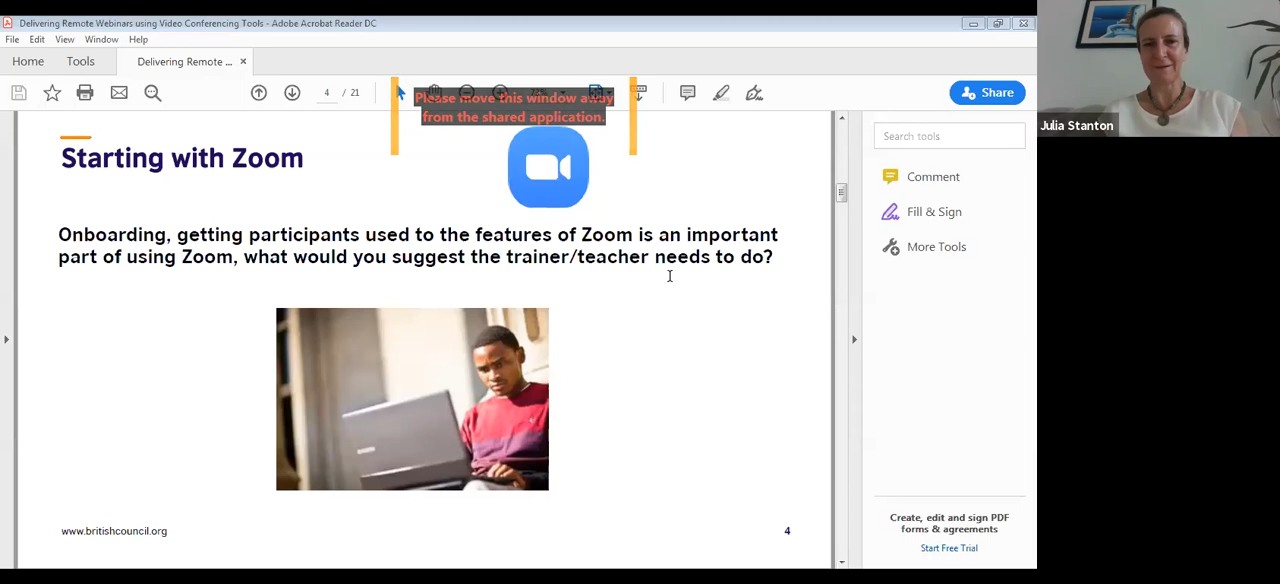 Delivering Remote Webinars using Video Conferencing Tools - Adobe Acrobat Reader DC
File Edit View Window Help
Home Tools Delivering Remote ... ×
4 / 21
Please move this window away
from the shared application.
Share
Starting with Zoom
Onboarding, getting participants used to the features of Zoom is an important
part of using Zoom, what would you suggest the trainer/teacher needs to do?
www.britishcouncil.org
4
Search tools
Comment
Fill & Sign
More Tools
Create, edit and sign PDF
forms & agreements
Start Free Trial
Julia Stanton